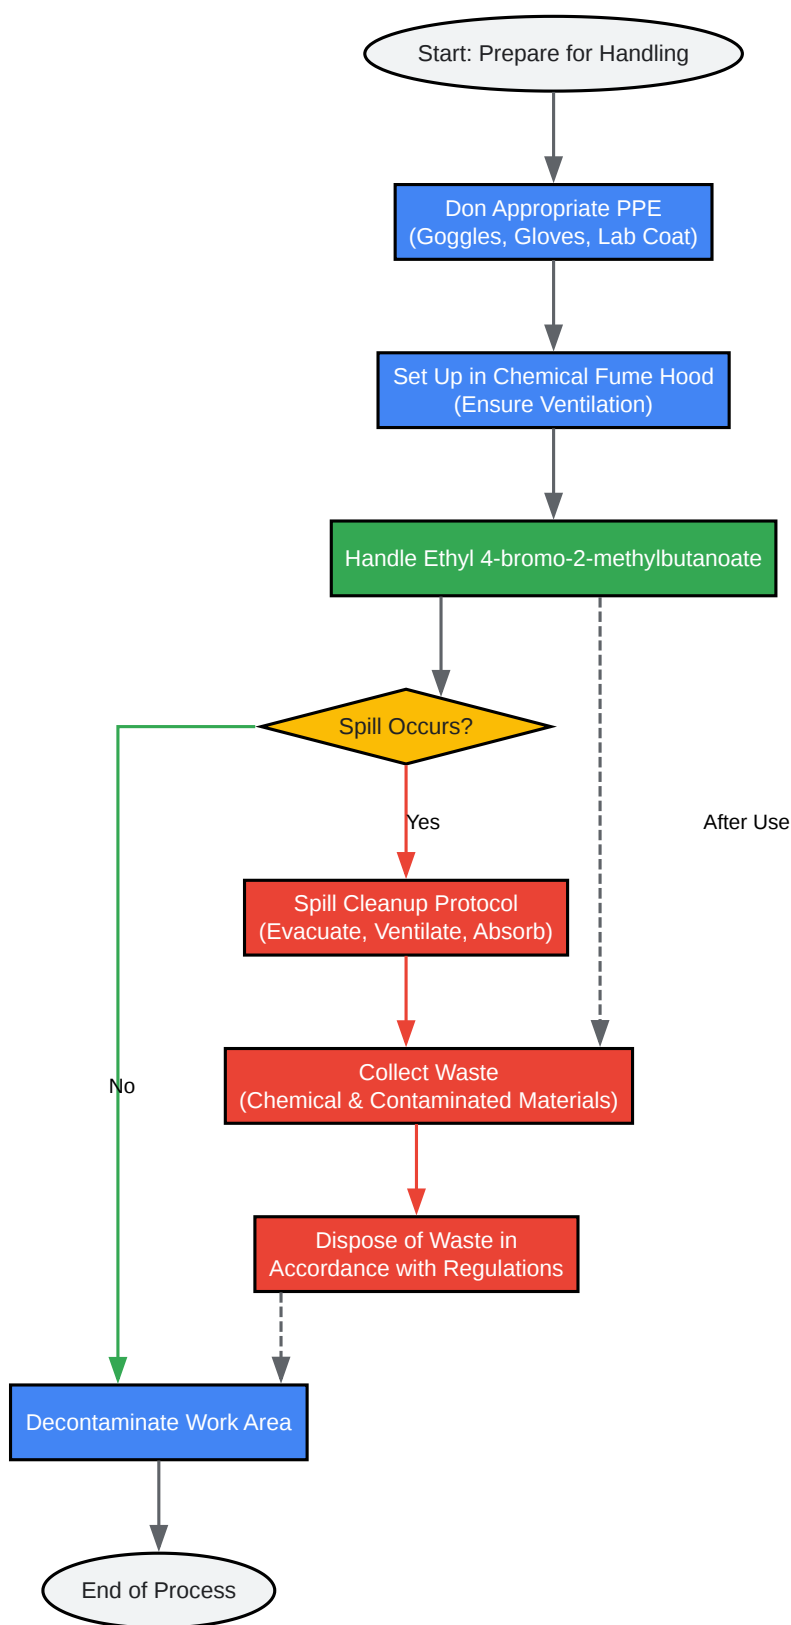 Start: Prepare for Handling
Don Appropriate PPE
(Goggles, Gloves, Lab Coat)
Set Up in Chemical Fume Hood
(Ensure Ventilation)
Handle Ethyl 4-bromo-2-methylbutanoate
Spill Occurs?
Yes
After Use
Spill Cleanup Protocol
(Evacuate, Ventilate, Absorb)
Collect Waste
(Chemical & Contaminated Materials)
No
Dispose of Waste in
Accordance with Regulations
Decontaminate Work Area
End of Process